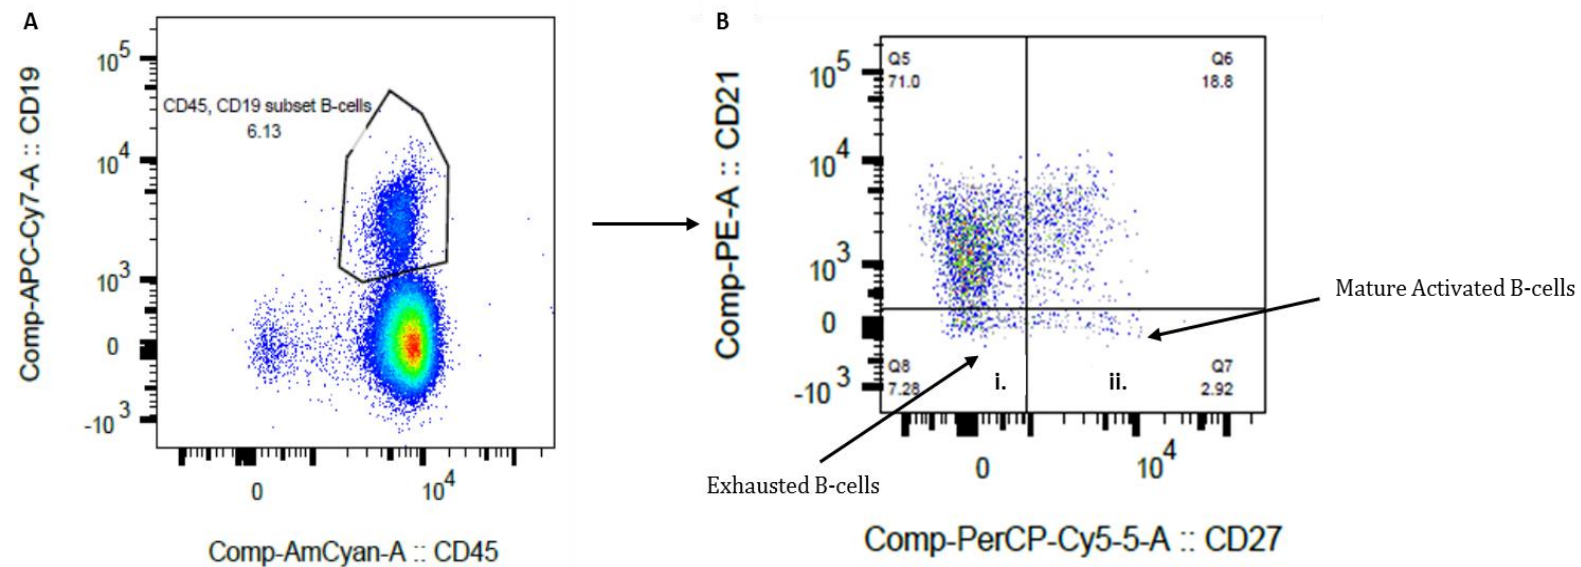 A
Comp-APC-Cy7-A :: CD19
10^5
10^4
10^3
0
-10^3
CD45, CD19 subset B-cells
6.13
0
10^4
Comp-AmCyan-A :: CD45
B
Comp-PE-A :: CD21
10^5
10^4
10^3
0
-10^3
Q5
71.0
Q6
18.8
Q8
7.28
Q7
2.92
i.
ii.
Mature Activated B-cells
Exhausted B-cells
0
10^4
Comp-PerCP-Cy5-5-A :: CD27